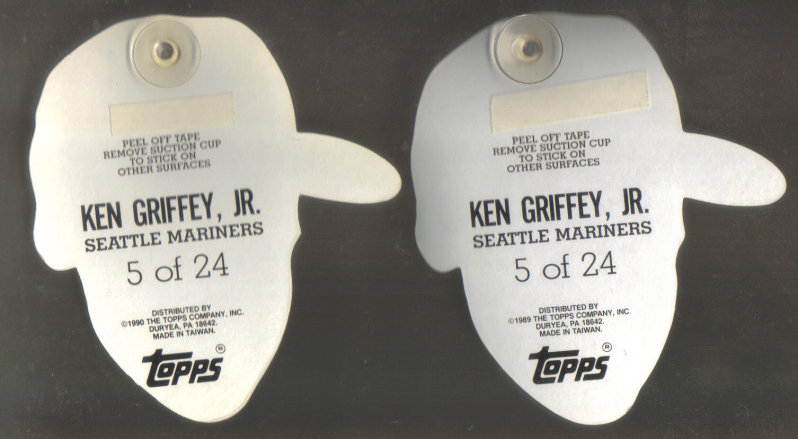 PEEL OFF TAPE
REMOVE SUCTION CUP
TO STICK ON
OTHER SURFACES
KEN GRIFFEY, JR.
SEATTLE MARINERS
5 of 24
DISTRIBUTED BY
©1990 THE TOPPS COMPANY, INC.
DURYEA, PA 18642.
MADE IN TAIWAN.
topps®
PEEL OFF TAPE
REMOVE SUCTION CUP
TO STICK ON
OTHER SURFACES
KEN GRIFFEY, JR.
SEATTLE MARINERS
5 of 24
DISTRIBUTED BY
©1989 THE TOPPS COMPANY, INC.
DURYEA, PA 18642.
MADE IN TAIWAN.
topps®